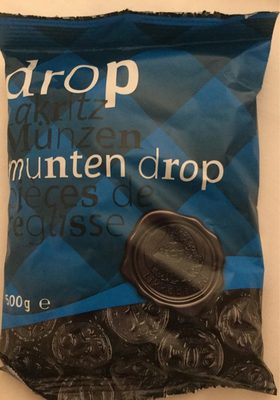 drop
lakritz
Münzen
munten drop
pièces de
réglisse
500g e